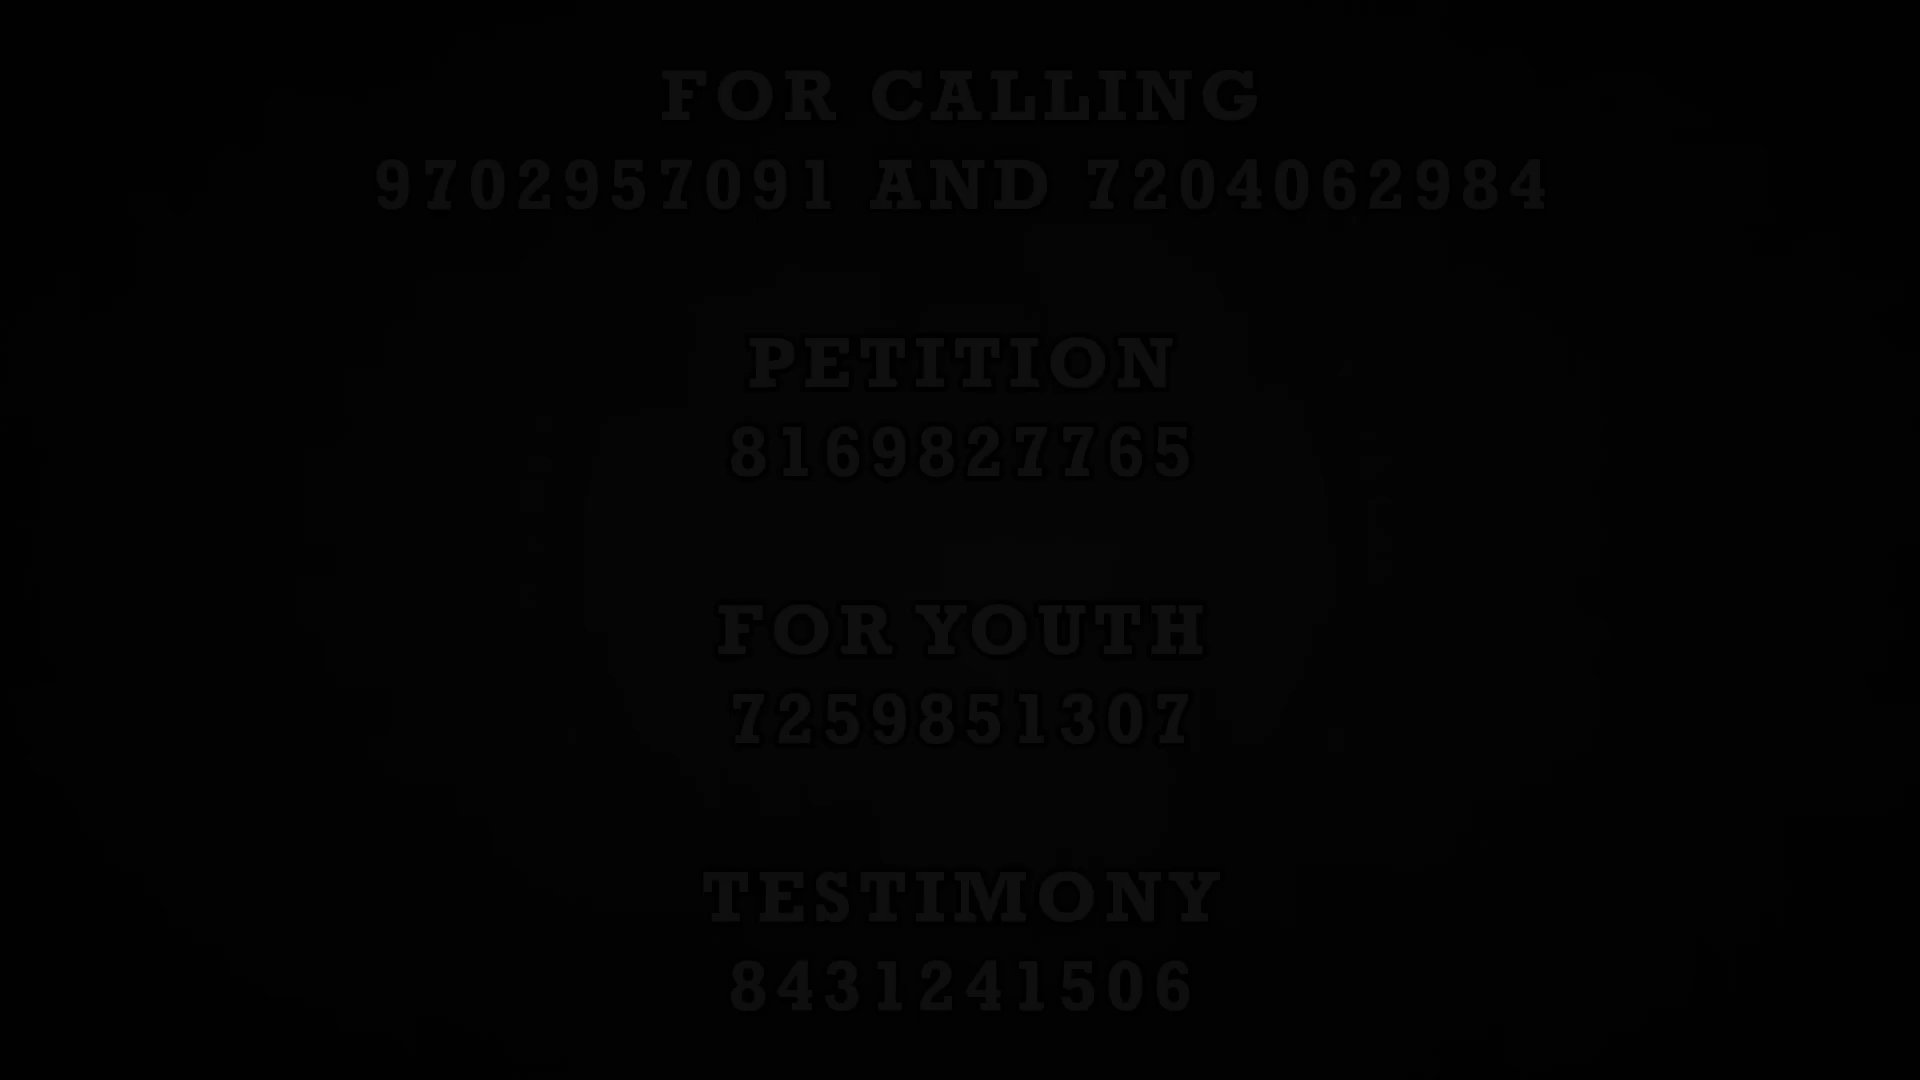 FOR CALLING
9702957091 AND 7204062984
PETITION
8169827765
FOR YOUTH
7259851307
TESTIMONY
8431241506